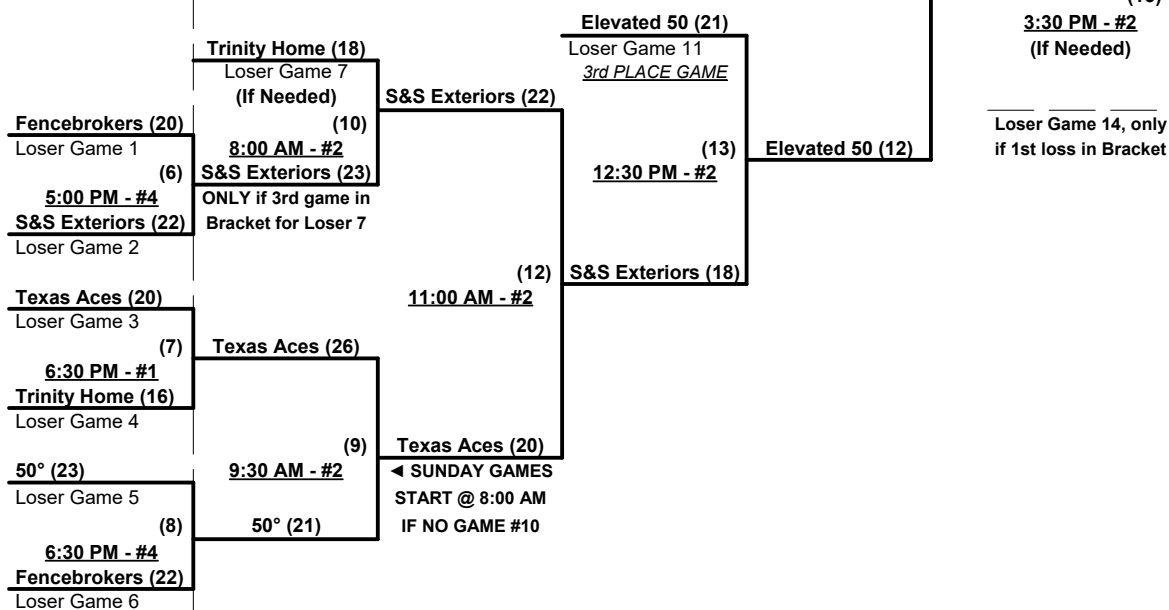 Elevated 50 (21)
Loser Game 11
3rd PLACE GAME
3:30 PM - #2
(If Needed)
Trinity Home (18)
Loser Game 7
(If Needed)
S&S Exteriors (22)
Fencebrokers (20)
Loser Game 1
(10)
8:00 AM - #2
(6)
S&S Exteriors (23)
5:00 PM - #4
ONLY if 3rd game in
Bracket for Loser 7
S&S Exteriors (22)
Loser Game 2
(13)
12:30 PM - #2
Elevated 50 (12)
Loser Game 14, only
if 1st loss in Bracket
(12)
11:00 AM - #2
S&S Exteriors (18)
Texas Aces (20)
Loser Game 3
(7)
6:30 PM - #1
Texas Aces (26)
Trinity Home (16)
Loser Game 4
(9)
9:30 AM - #2
Texas Aces (20)
◄ SUNDAY GAMES
START @ 8:00 AM
IF NO GAME #10
50° (23)
Loser Game 5
(8)
6:30 PM - #4
50° (21)
Fencebrokers (22)
Loser Game 6